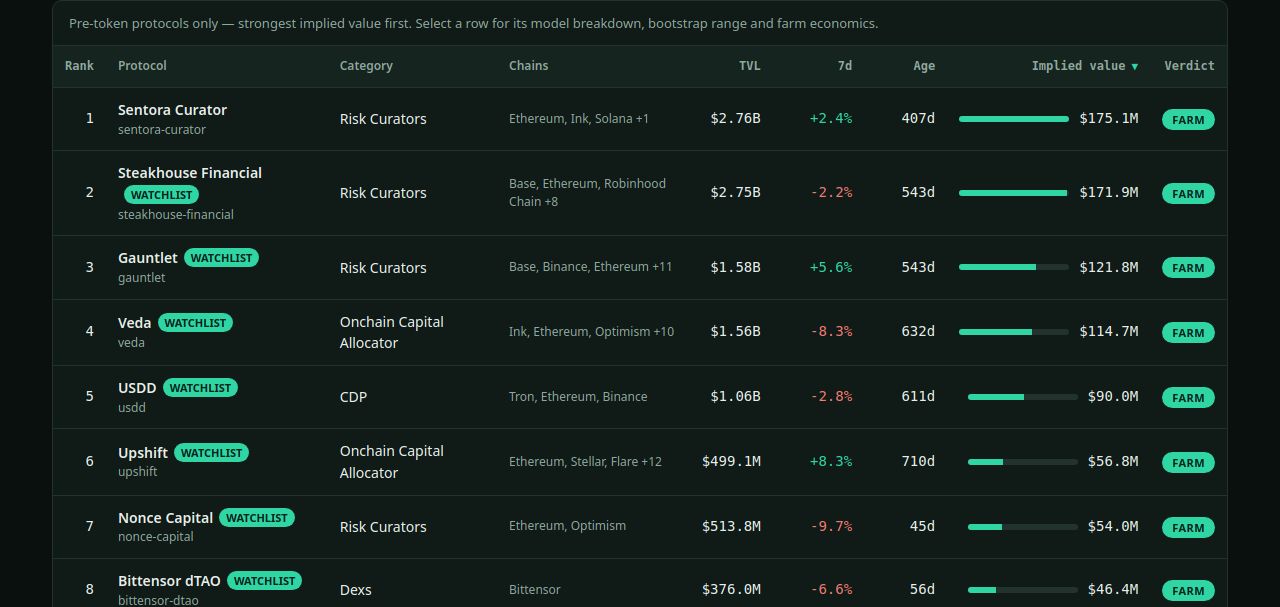 Pre-token protocols only — strongest implied value first. Select a row for its model breakdown, bootstrap range and farm economics.
Rank Protocol Category Chains TVL 7d Age Implied value ▼ Verdict
1 Sentora Curator Risk Curators Ethereum, Ink, Solana +1 $2.76B +2.4% 407d $175.1M FARM
sentora-curator
2 Steakhouse Financial Risk Curators Base, Ethereum, Robinhood $2.75B -2.2% 543d $171.9M FARM
WATCHLIST Chain +8
steakhouse-financial
3 Gauntlet WATCHLIST Risk Curators Base, Binance, Ethereum +11 $1.58B +5.6% 543d $121.8M FARM
gauntlet
4 Veda WATCHLIST Onchain Capital Ink, Ethereum, Optimism +10 $1.56B -8.3% 632d $114.7M FARM
veda Allocator
5 USDD WATCHLIST CDP Tron, Ethereum, Binance $1.06B -2.8% 611d $90.0M FARM
usdd
6 Upshift WATCHLIST Onchain Capital Ethereum, Stellar, Flare +12 $499.1M +8.3% 710d $56.8M FARM
upshift Allocator
7 Nonce Capital WATCHLIST Risk Curators Ethereum, Optimism $513.8M -9.7% 45d $54.0M FARM
nonce-capital
8 Bittensor dTAO WATCHLIST Dexs Bittensor $376.0M -6.6% 56d $46.4M FARM
bittensor-dtao